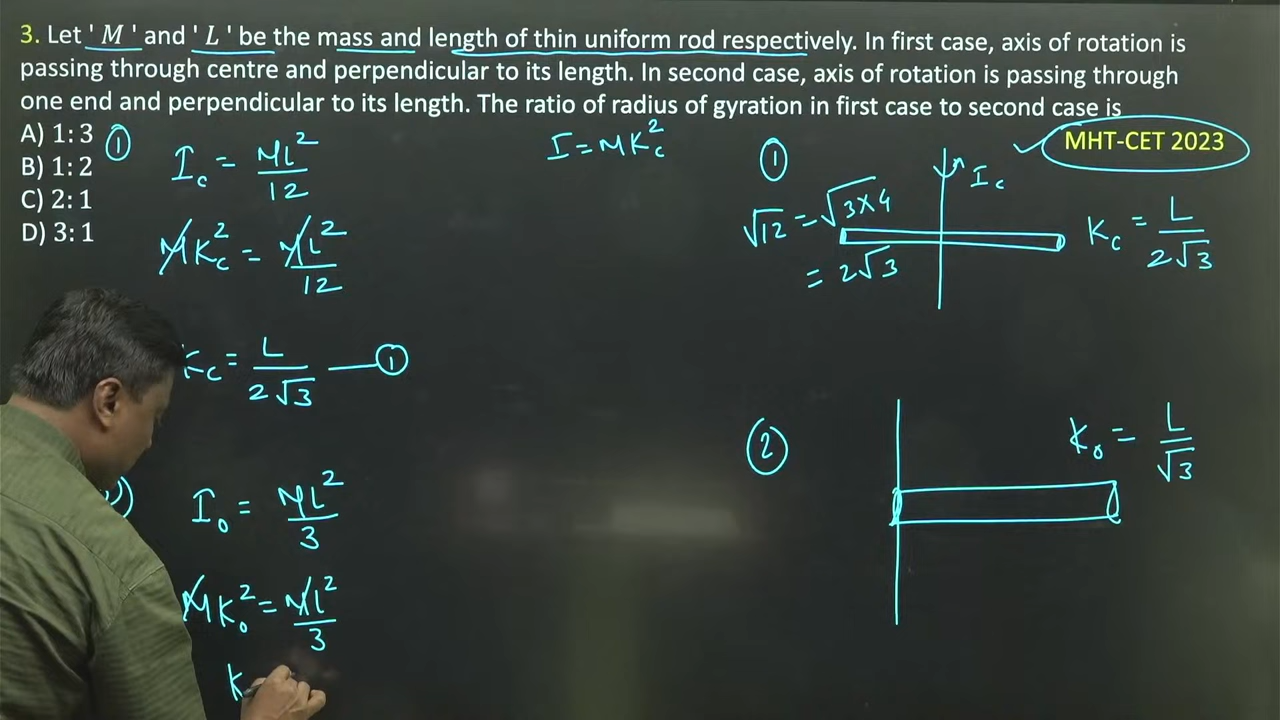 3. Let ' M ' and ' L ' be the mass and length of thin uniform rod respectively. In first case, axis of rotation is
passing through centre and perpendicular to its length. In second case, axis of rotation is passing through
one end and perpendicular to its length. The ratio of radius of gyration in first case to second case is
A) 1: 3
B) 1: 2
C) 2: 1
D) 3: 1
MHT-CET 2023
①
I_c = ML²/12
MK_c² = ML²/12
K_c = L/2√3 —①
I_o = ML²/3
MK_o² = ML²/3
K
I = MK_c²
①
I_c
√12 = √3×4
= 2√3
K_c = L/2√3
②
K_o = L/√3